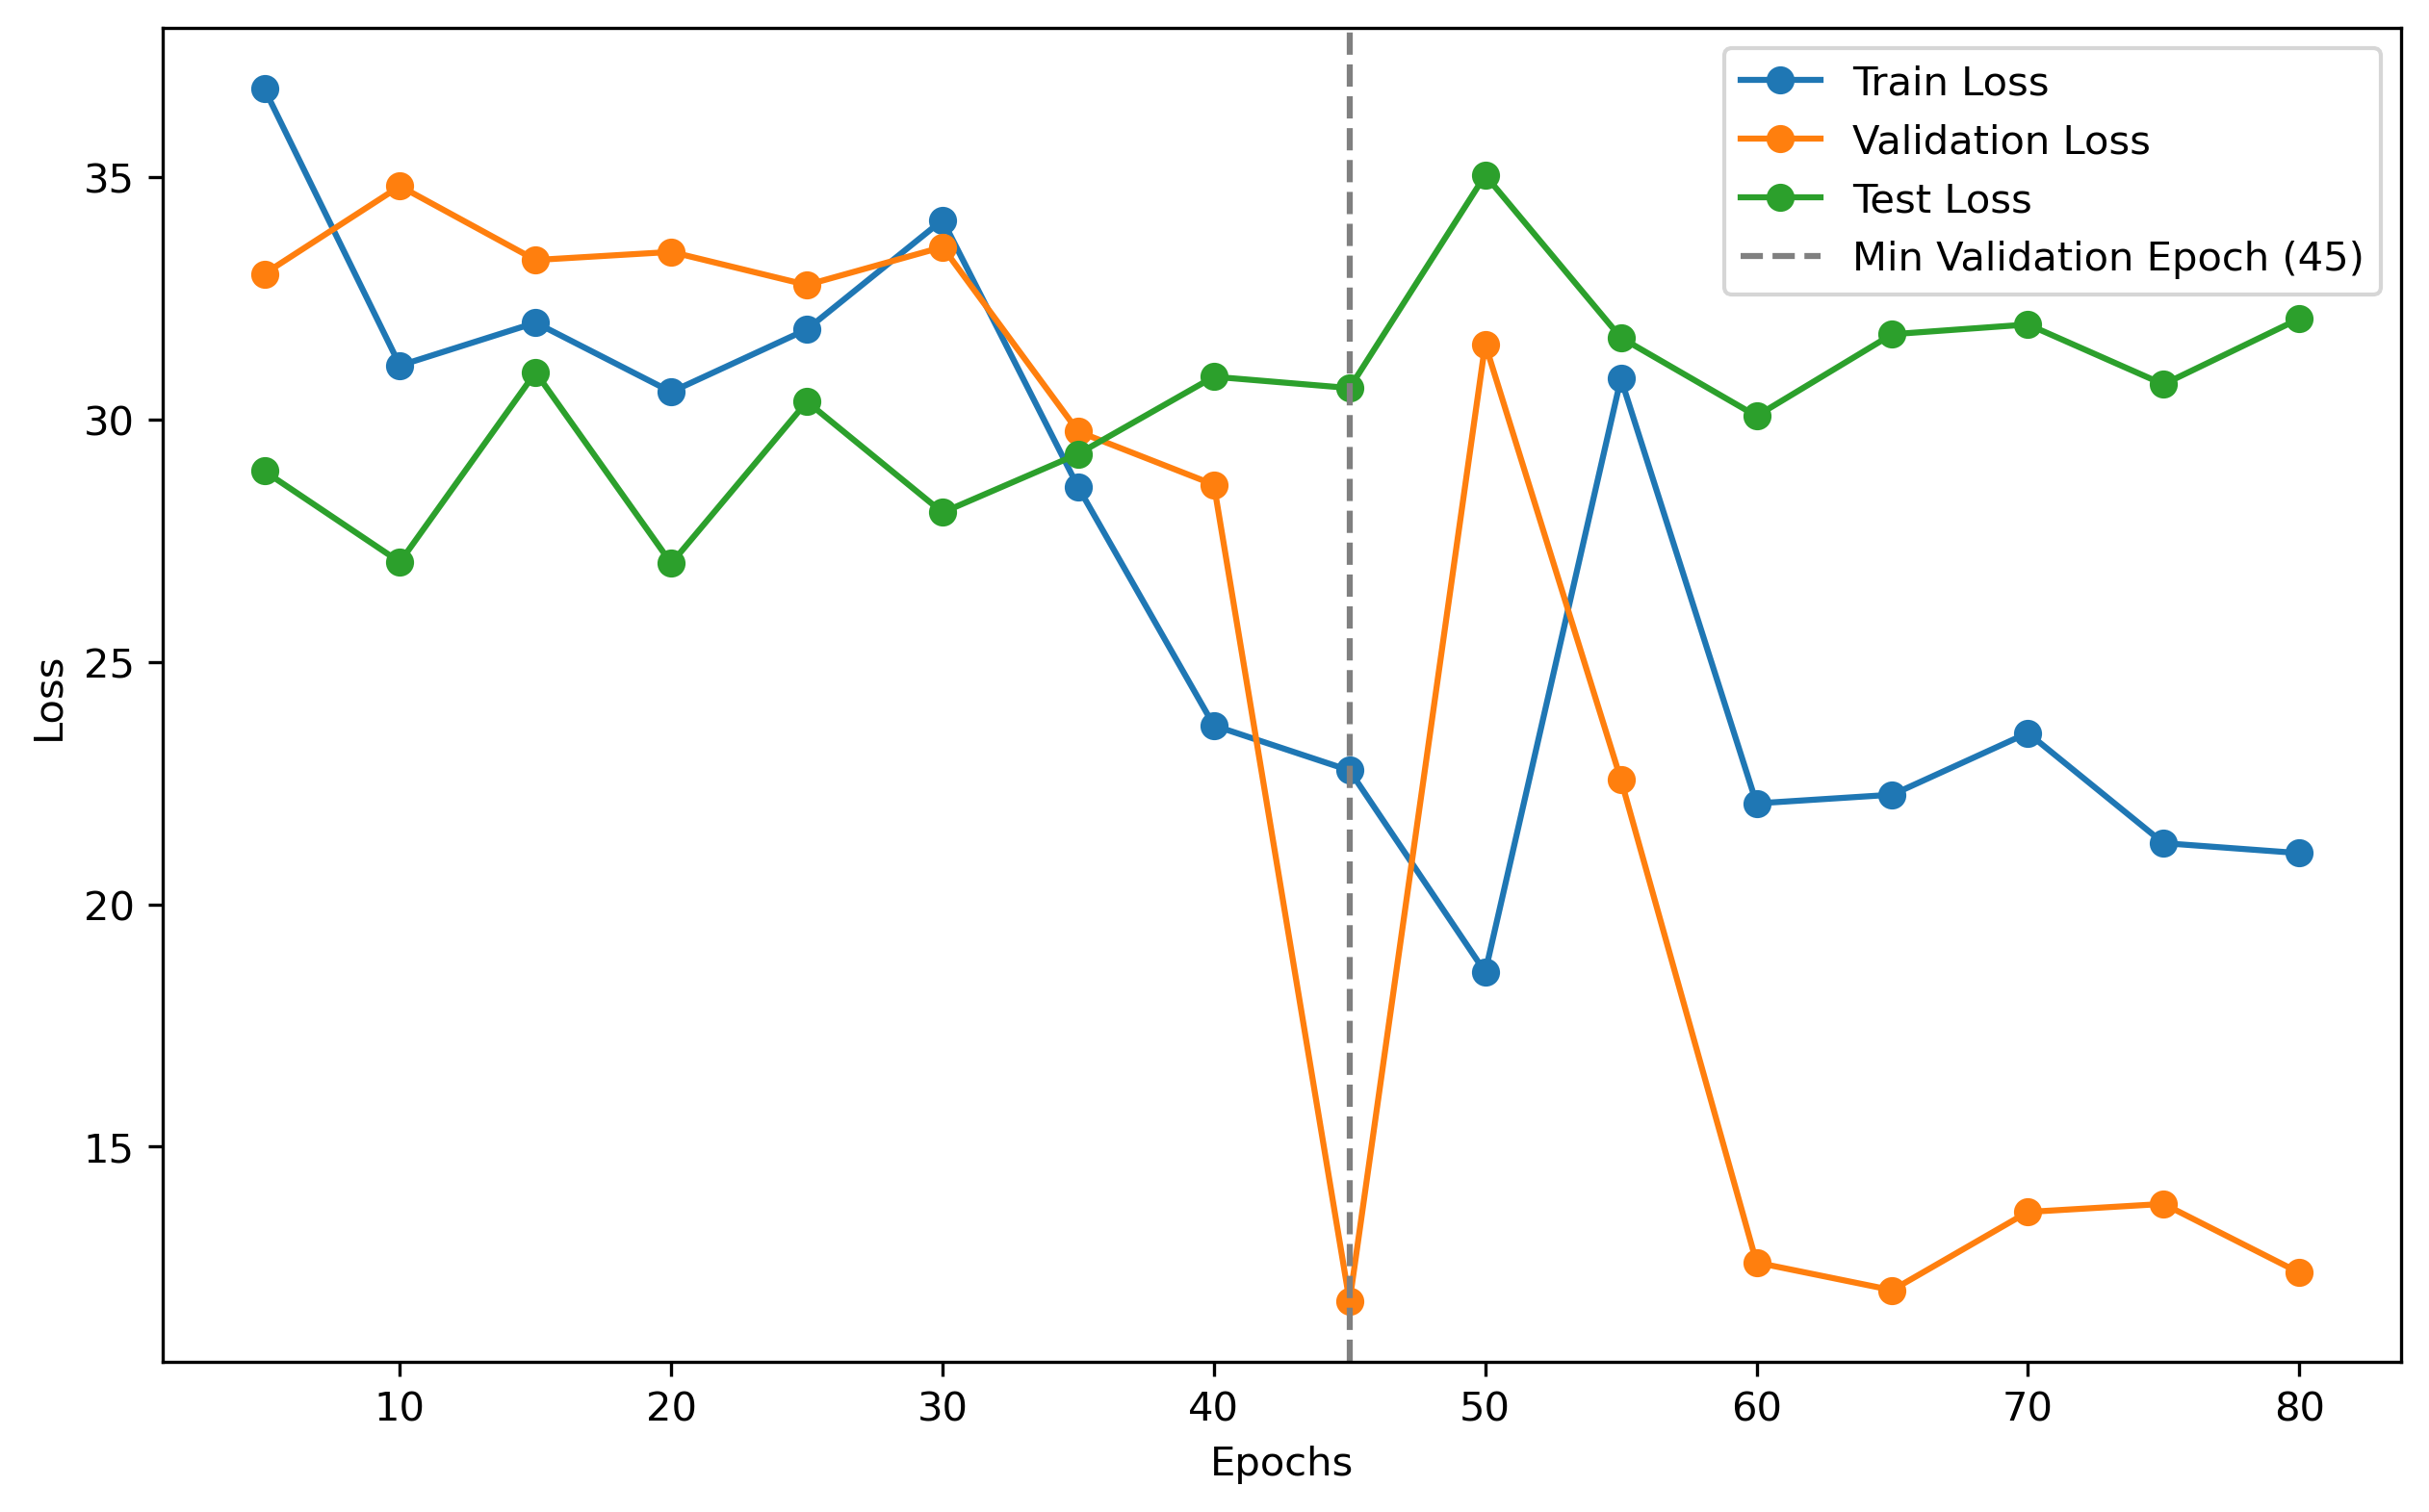 Train Loss
Validation Loss
Test Loss
Min Validation Epoch (45)
35
30
25
20
15
Loss
10 20 30 40 50 60 70 80
Epochs